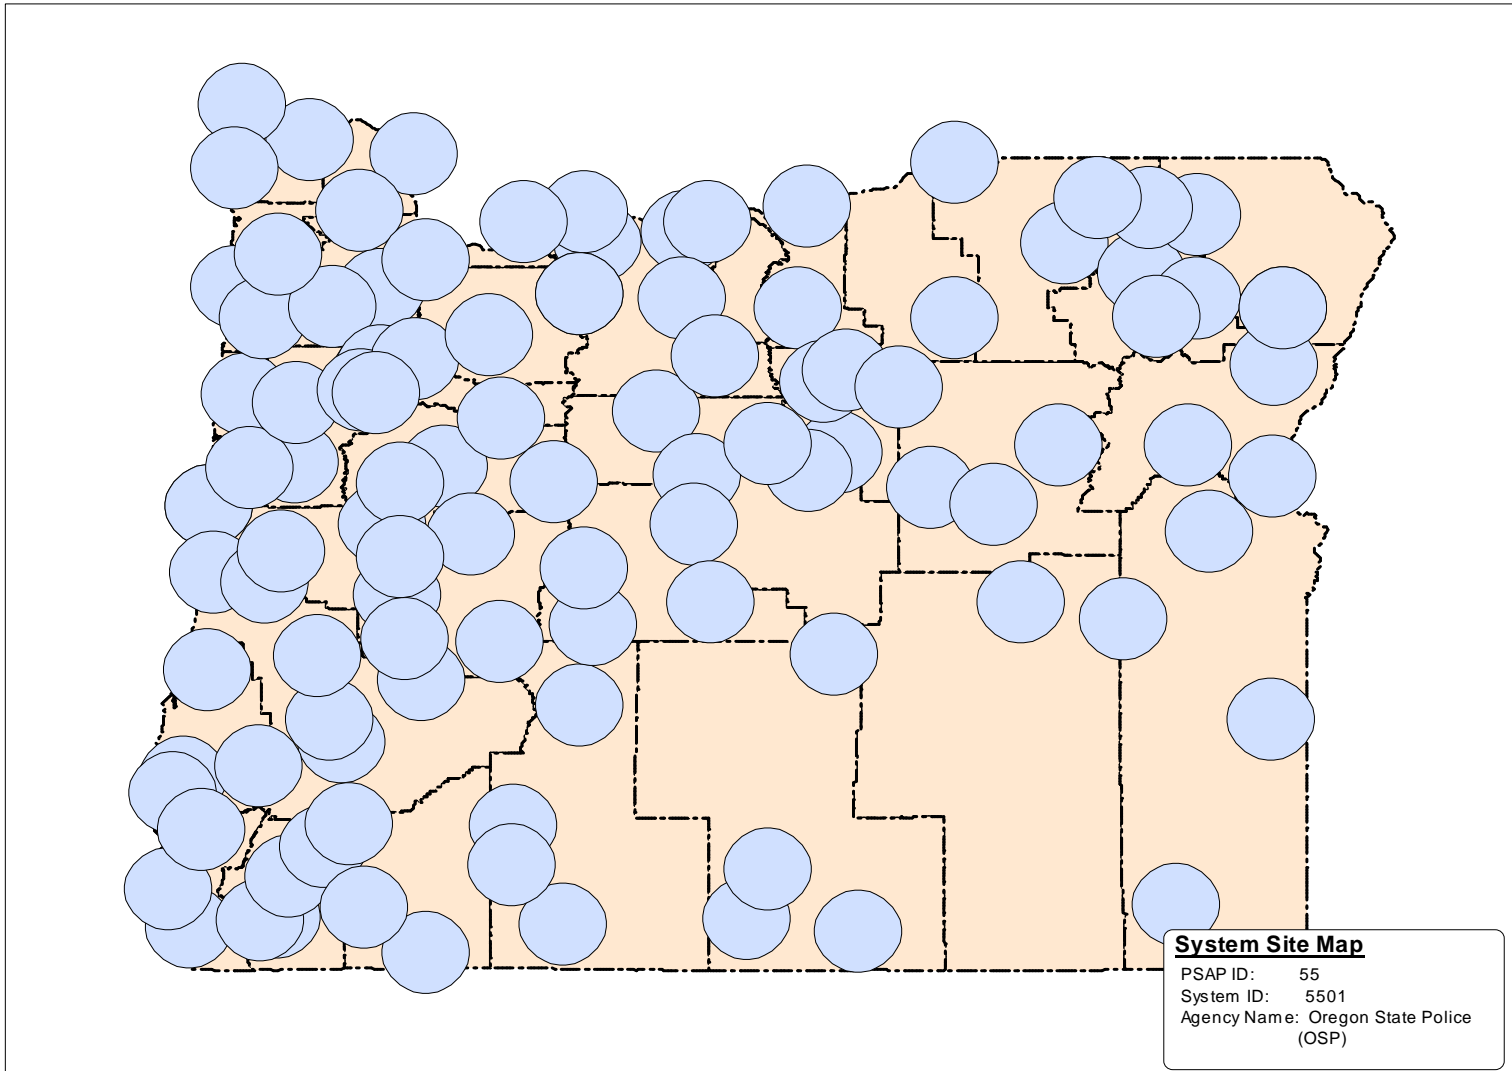 System Site Map
PSAP ID: 55
System ID: 5501
Agency Name: Oregon State Police
(OSP)